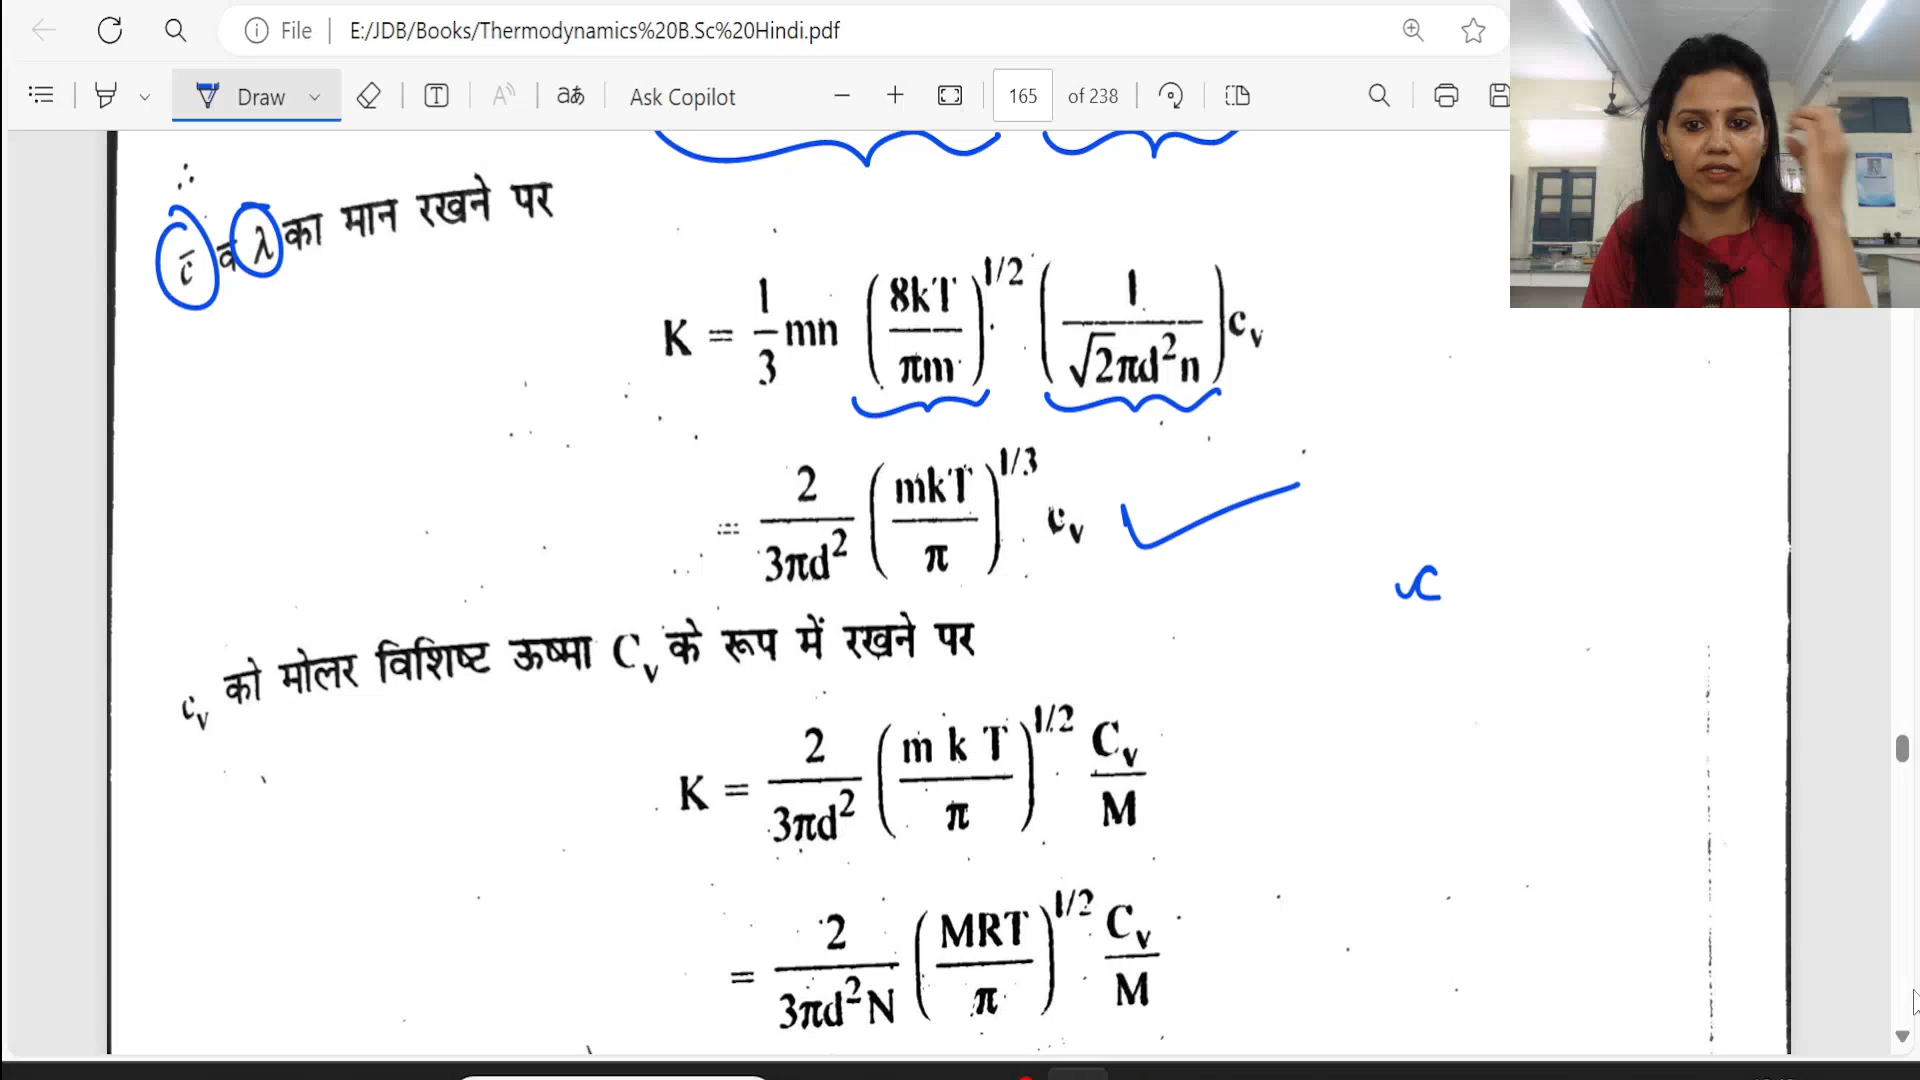 File E:/JDB/Books/Thermodynamics%20B.Sc%20Hindi.pdf
Draw T A aあ Ask Copilot 165 of 238
∴
c̄ व λ का मान रखने पर
K = 1/3 mn (8kT/πm)^1/2 (1/√2πd²n) c_v
= 2/3πd² (mkT/π)^1/3 c_v
c_v को मोलर विशिष्ट ऊष्मा C_v के रूप में रखने पर
K = 2/3πd² (m k T/π)^1/2 C_v/M
= 2/3πd²N (MRT/π)^1/2 C_v/M